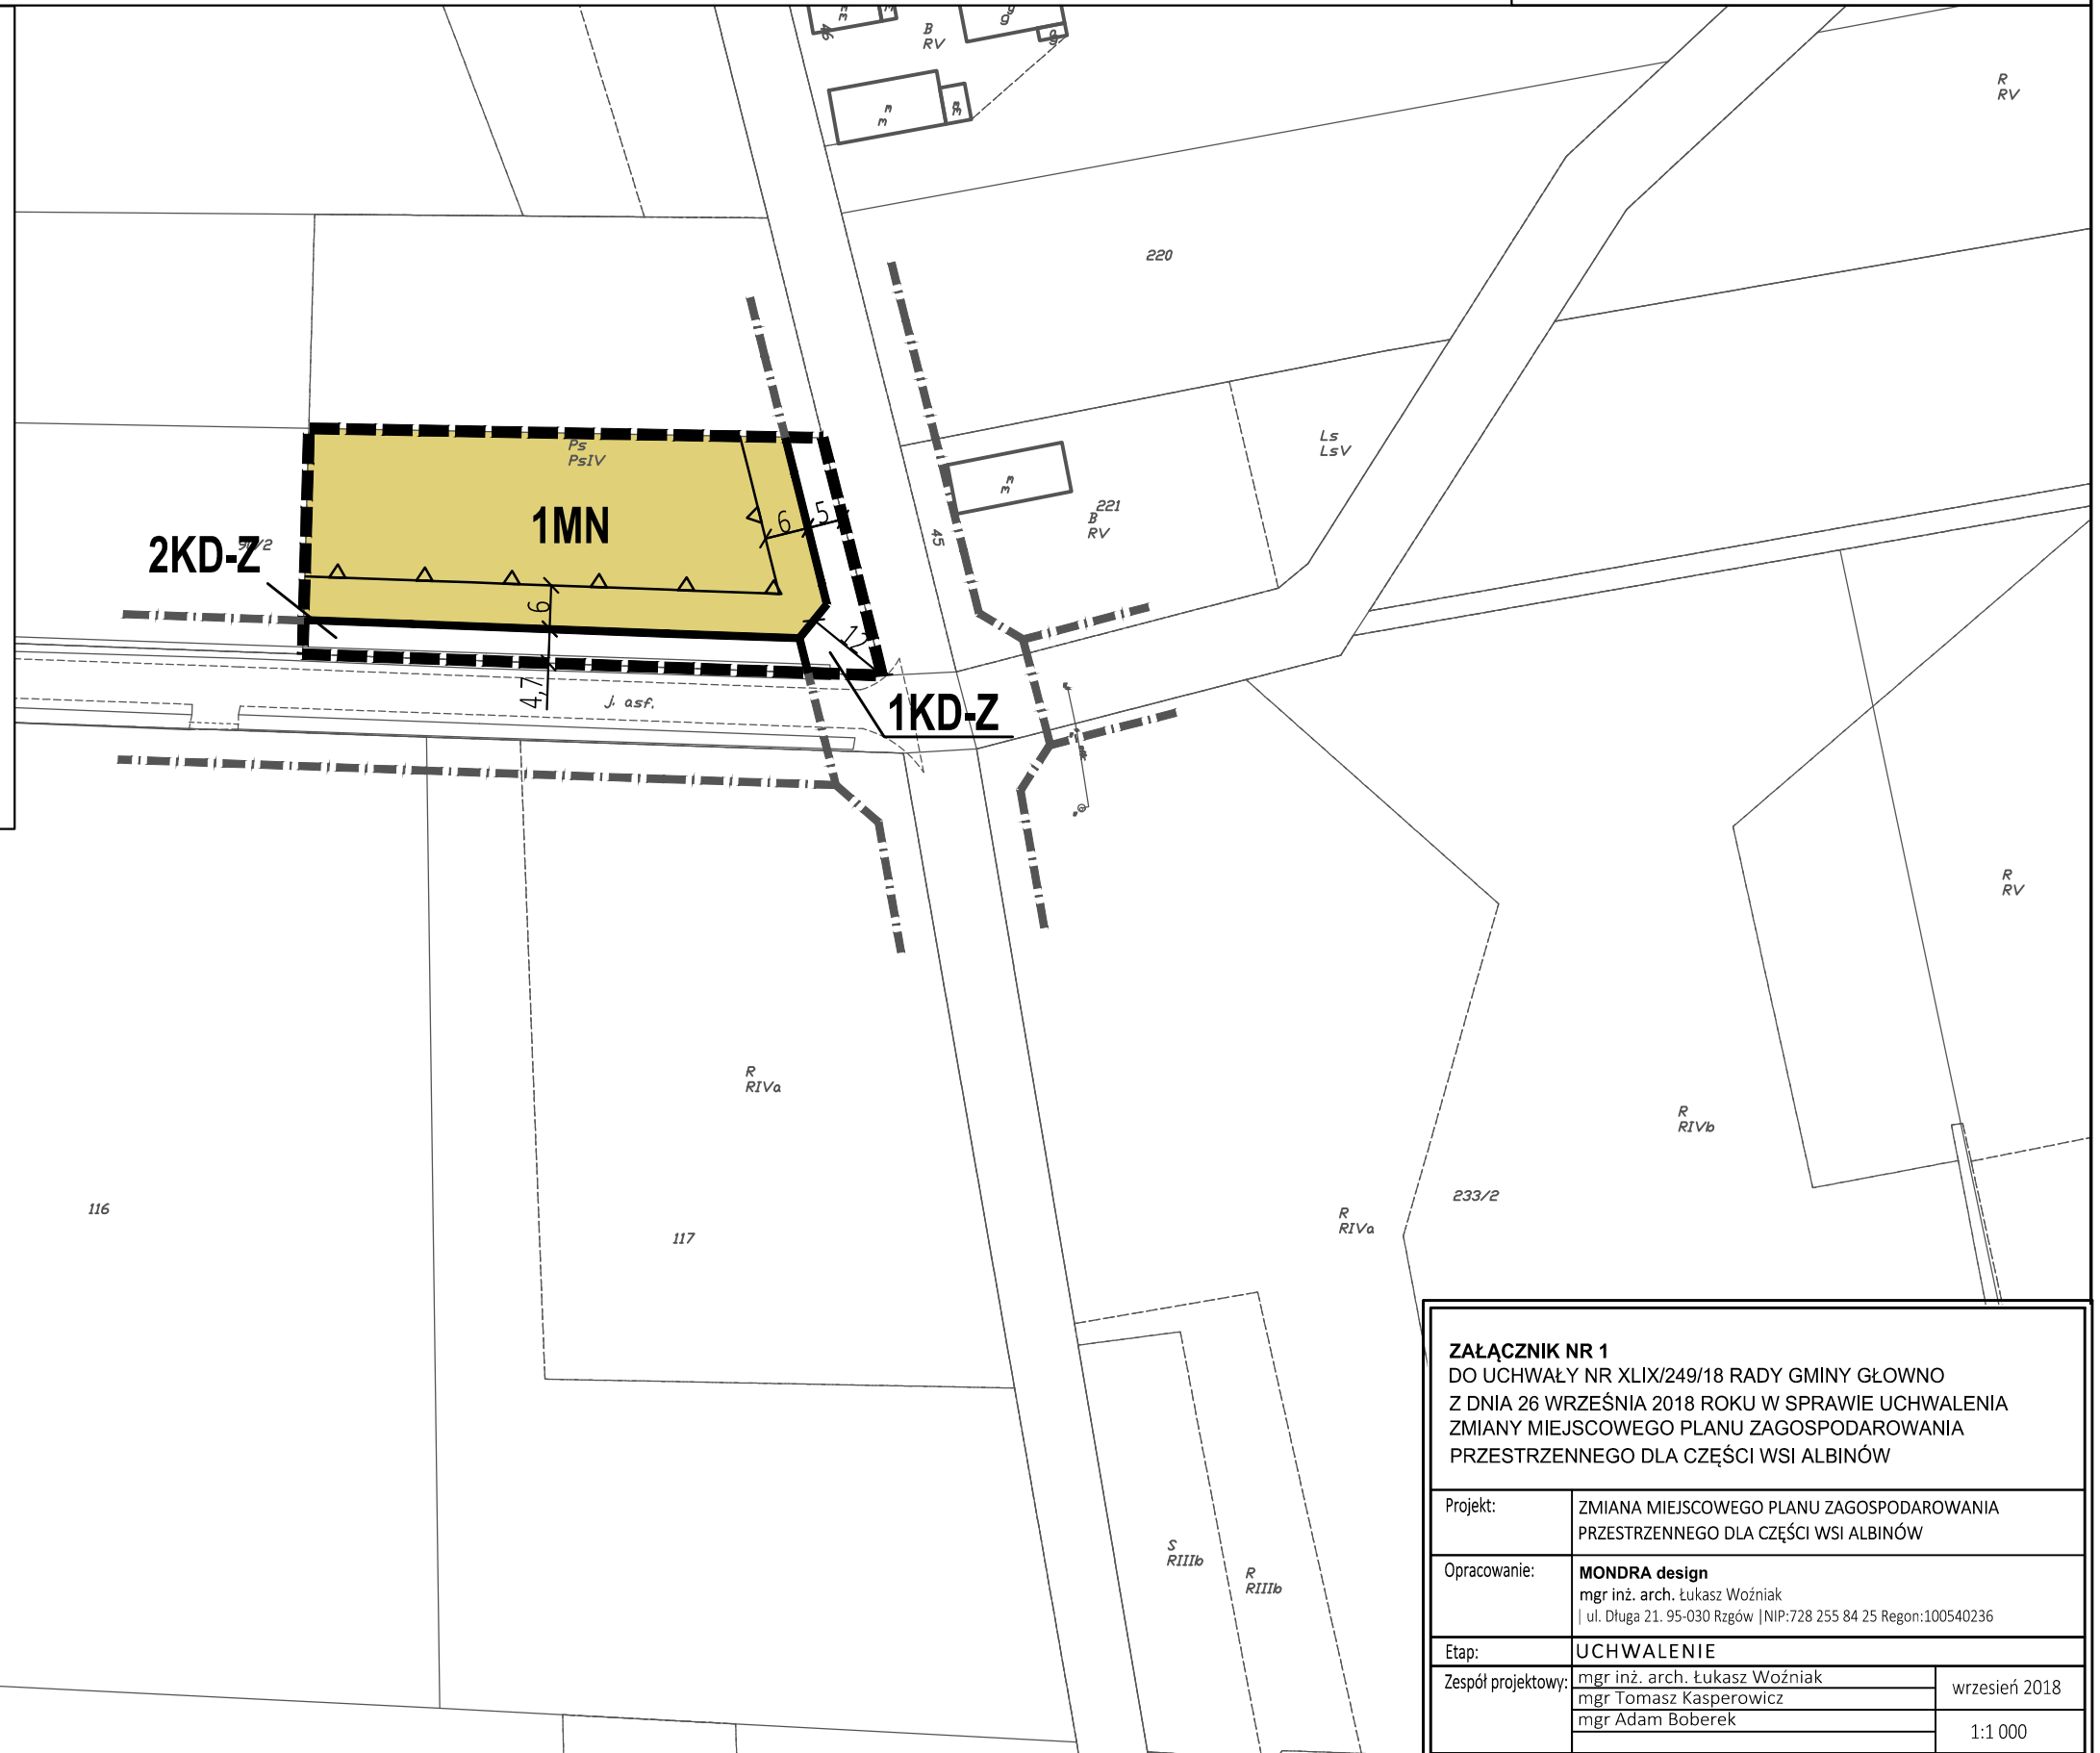 m
m
m
46
B
RV
g
g
g
g
m
m
g
m
R
RV
220
Ps
PsIV
1MN
6
5
Ls
LsV
m
m
221
B
RV
45
2KD-Z
6
4,7
j. asf.
1KD-Z
R
RV
R
RIVa
R
RIVb
116
117
R
RIVa
233/2
S
RIIIb
R
RIIIb
ZAŁĄCZNIK NR 1
DO UCHWAŁY NR XLIX/249/18 RADY GMINY GŁOWNO
Z DNIA 26 WRZEŚNIA 2018 ROKU W SPRAWIE UCHWALENIA
ZMIANY MIEJSCOWEGO PLANU ZAGOSPODAROWANIA
PRZESTRZENNEGO DLA CZĘŚCI WSI ALBINÓW
Projekt: ZMIANA MIEJSCOWEGO PLANU ZAGOSPODAROWANIA
PRZESTRZENNEGO DLA CZĘŚCI WSI ALBINÓW
Opracowanie: MONDRA design
mgr inż. arch. Łukasz Woźniak
| ul. Długa 21. 95-030 Rzgów |NIP:728 255 84 25 Regon:100540236
Etap: UCHWALENIE
Zespół projektowy: mgr inż. arch. Łukasz Woźniak wrzesień 2018
mgr Tomasz Kasperowicz
mgr Adam Boberek
1:1 000